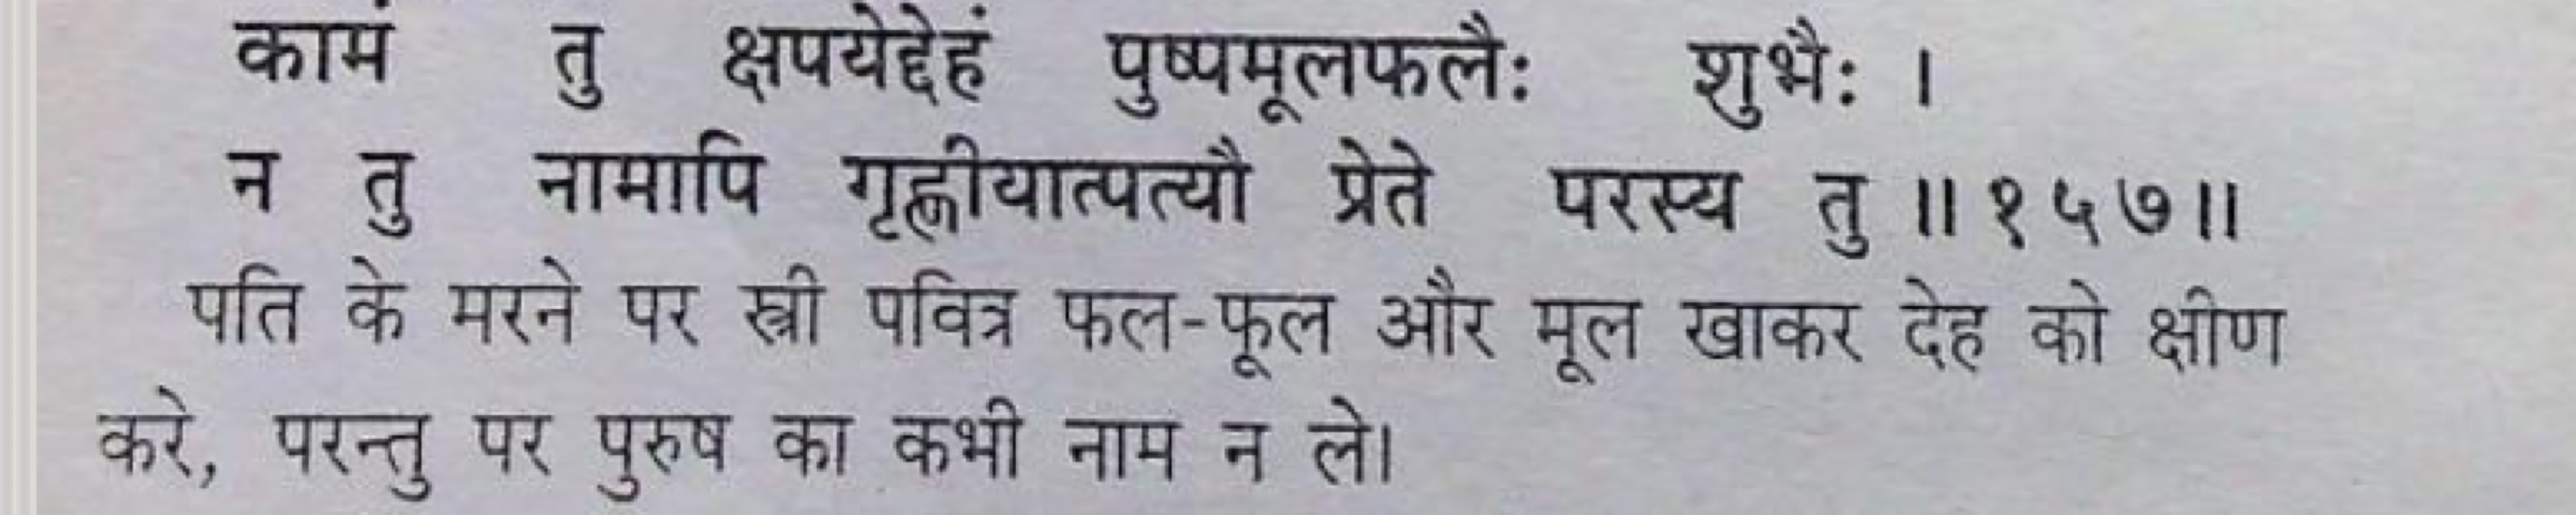 कामं तु क्षपयेद्देहं पुष्पमूलफलैः शुभैः ।
न तु नामापि गृह्णीयात्पत्यौ प्रेते परस्य तु ॥१५७॥
पति के मरने पर स्त्री पवित्र फल-फूल और मूल खाकर देह को क्षीण
करे, परन्तु पर पुरुष का कभी नाम न ले।